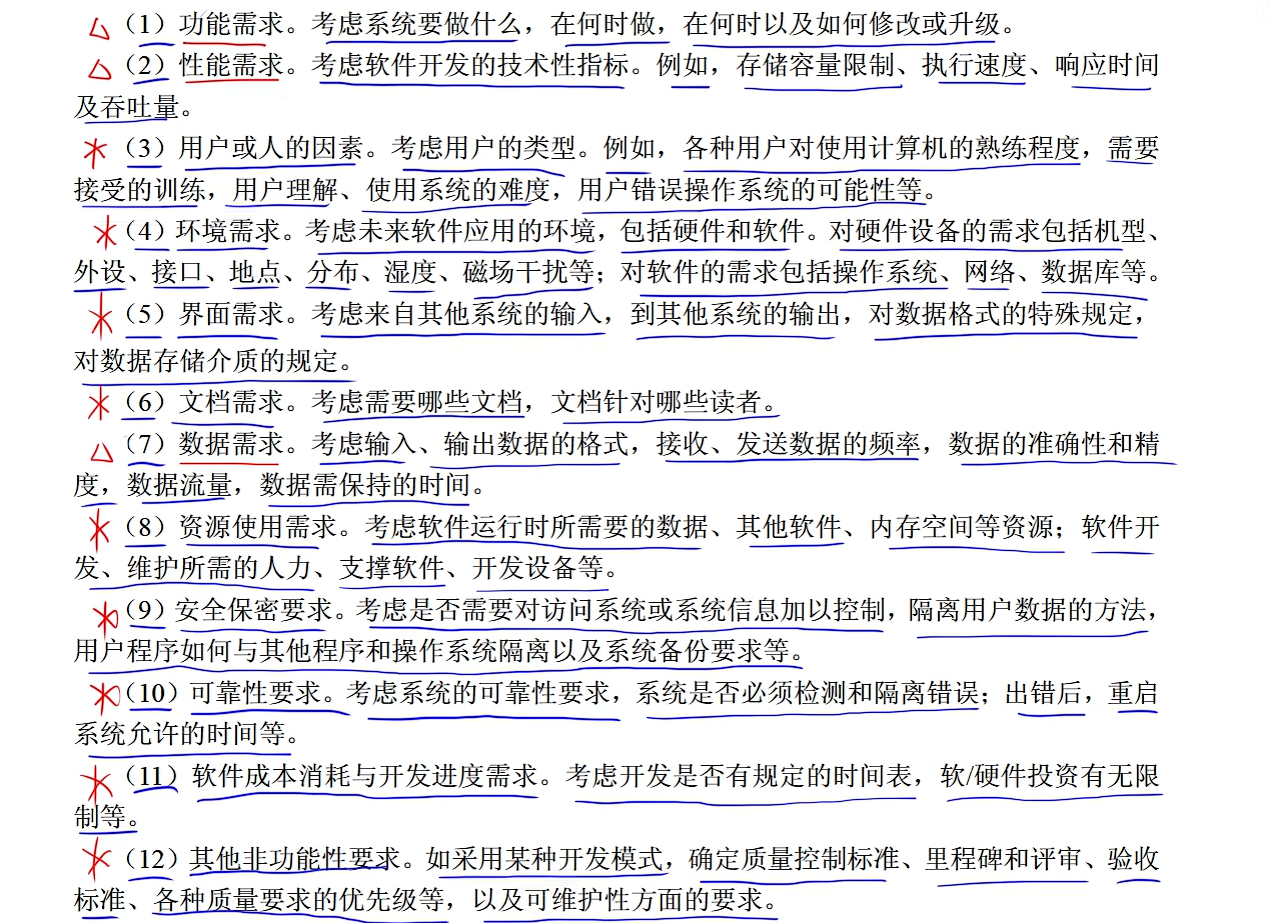 （1）功能需求。考虑系统要做什么，在何时做，在何时以及如何修改或升级。
（2）性能需求。考虑软件开发的技术性指标。例如，存储容量限制、执行速度、响应时间
及吞吐量。
（3）用户或人的因素。考虑用户的类型。例如，各种用户对使用计算机的熟练程度，需要
接受的训练，用户理解、使用系统的难度，用户错误操作系统的可能性等。
（4）环境需求。考虑未来软件应用的环境，包括硬件和软件。对硬件设备的需求包括机型、
外设、接口、地点、分布、湿度、磁场干扰等；对软件的需求包括操作系统、网络、数据库等。
（5）界面需求。考虑来自其他系统的输入，到其他系统的输出，对数据格式的特殊规定，
对数据存储介质的规定。
（6）文档需求。考虑需要哪些文档，文档针对哪些读者。
（7）数据需求。考虑输入、输出数据的格式，接收、发送数据的频率，数据的准确性和精
度，数据流量，数据需保持的时间。
（8）资源使用需求。考虑软件运行时所需要的数据、其他软件、内存空间等资源；软件开
发、维护所需的人力、支撑软件、开发设备等。
（9）安全保密要求。考虑是否需要对访问系统或系统信息加以控制，隔离用户数据的方法，
用户程序如何与其他程序和操作系统隔离以及系统备份要求等。
（10）可靠性要求。考虑系统的可靠性要求，系统是否必须检测和隔离错误；出错后，重启
系统允许的时间等。
（11）软件成本消耗与开发进度需求。考虑开发是否有规定的时间表，软/硬件投资有无限
制等。
（12）其他非功能性要求。如采用某种开发模式，确定质量控制标准、里程碑和评审、验收
标准、各种质量要求的优先级等，以及可维护性方面的要求。